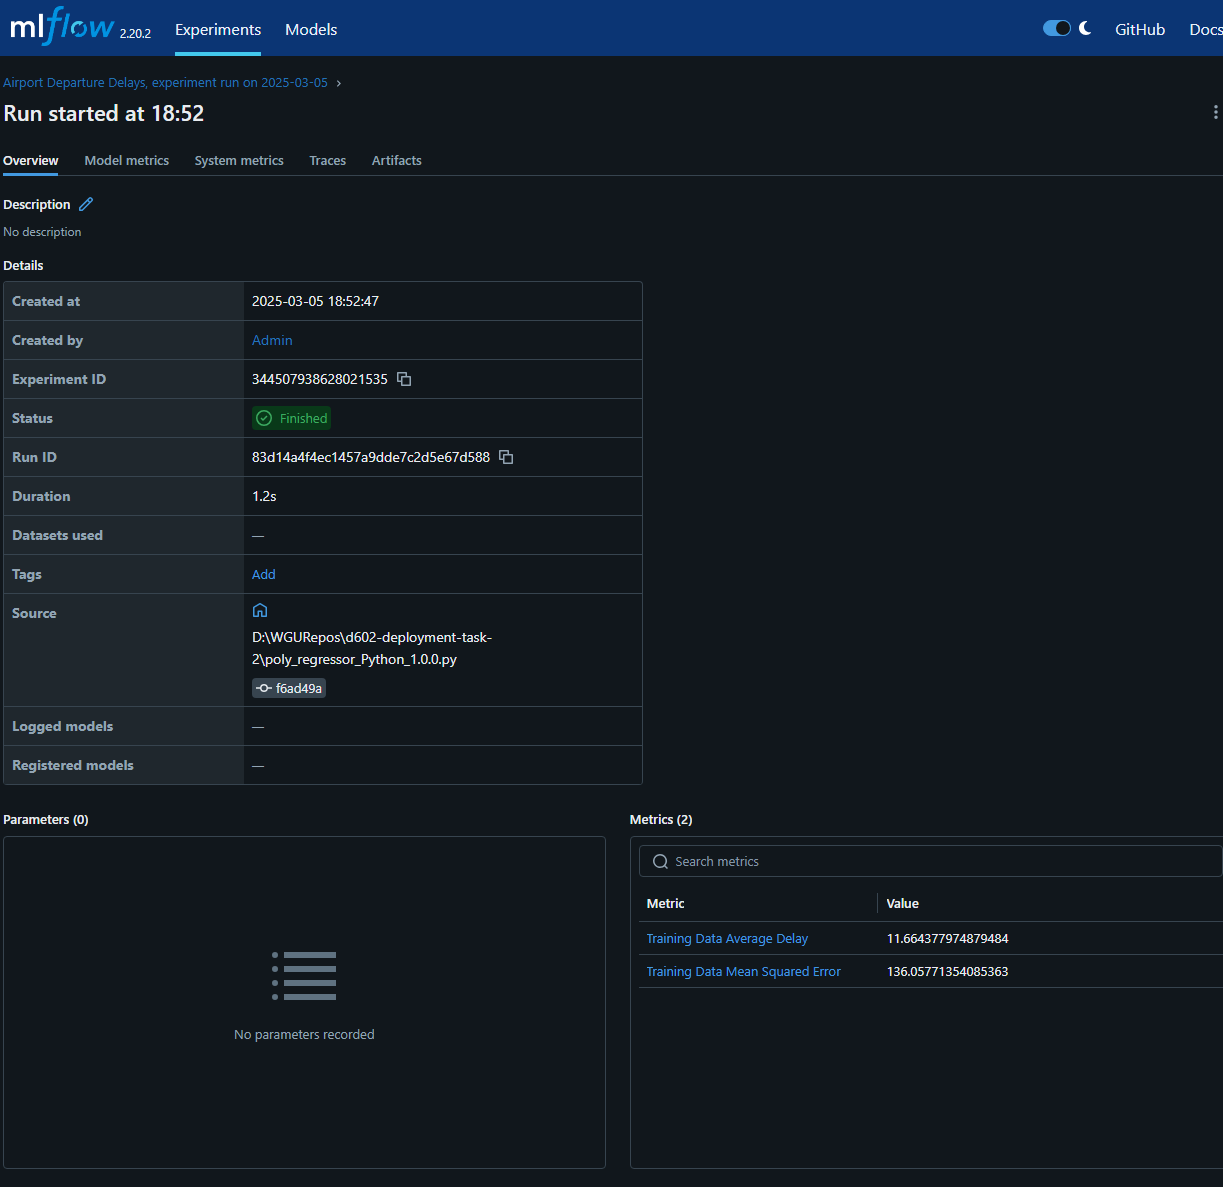 mlflow 2.20.2 Experiments Models GitHub Docs
Airport Departure Delays, experiment run on 2025-03-05 ›
Run started at 18:52
Overview Model metrics System metrics Traces Artifacts
Description
No description
Details
Created at 2025-03-05 18:52:47
Created by Admin
Experiment ID 344507938628021535
Status Finished
Run ID 83d14a4f4ec1457a9dde7c2d5e67d588
Duration 1.2s
Datasets used —
Tags Add
Source
D:\WGURepos\d602-deployment-task-
2\poly_regressor_Python_1.0.0.py
f6ad49a
Logged models —
Registered models —
Parameters (0)
No parameters recorded
Metrics (2)
Search metrics
Metric Value
Training Data Average Delay 11.664377974879484
Training Data Mean Squared Error 136.05771354085363